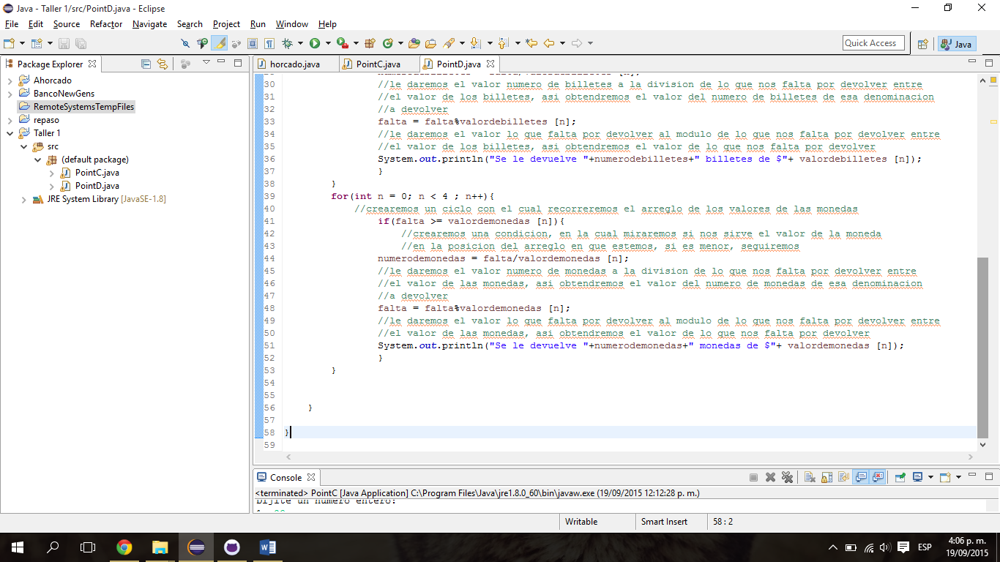 Java - Taller 1/src/PointD.java - Eclipse
File Edit Source Refactor Navigate Search Project Run Window Help
Quick Access
Java
Package Explorer
Ahorcado
BancoNewGens
RemoteSystemsTempFiles
repaso
Taller 1
src
(default package)
PointC.java
PointD.java
JRE System Library [JavaSE-1.8]
horcado.java PointC.java PointD.java
30 //le daremos el valor numero de billetes a la division de lo que nos falta por devolver entre
31 //el valor de los billetes, asi obtendremos el valor del numero de billetes de esa denominacion
32 //a devolver
33 falta = falta%valordebilletes [n];
34 //le daremos el valor lo que falta por devolver al modulo de lo que nos falta por devolver entre
35 //el valor de los billetes, asi obtendremos el valor de lo que nos falta por devolver
36 System.out.println("Se le devuelve "+numerodebilletes+" billetes de $"+ valordebilletes [n]);
37 }
38 }
39 for(int n = 0; n < 4 ; n++){
40 //crearemos un ciclo con el cual recorreremos el arreglo de los valores de las monedas
41 if(falta >= valordemonedas [n]){
42 //crearemos una condicion, en la cual miraremos si nos sirve el valor de la moneda
43 //en la posicion del arreglo en que estemos, si es menor, seguiremos
44 numerodemonedas = falta/valordemonedas [n];
45 //le daremos el valor numero de monedas a la division de lo que nos falta por devolver entre
46 //el valor de las monedas, asi obtendremos el valor del numero de monedas de esa denominacion
47 //a devolver
48 falta = falta%valordemonedas [n];
49 //le daremos el valor lo que falta por devolver al modulo de lo que nos falta por devolver entre
50 //el valor de las monedas, asi obtendremos el valor de lo que nos falta por devolver
51 System.out.println("Se le devuelve "+numerodemonedas+" monedas de $"+ valordemonedas [n]);
52 }
53 }
54
55
56 }
57
58 }
59
Console
<terminated> PointC [Java Application] C:\Program Files\Java\jre1.8.0_60\bin\javaw.exe (19/09/2015 12:12:28 p. m.)
Dijite un numero entero:
Writable Smart Insert 58 : 2
ESP
4:06 p. m.
19/09/2015